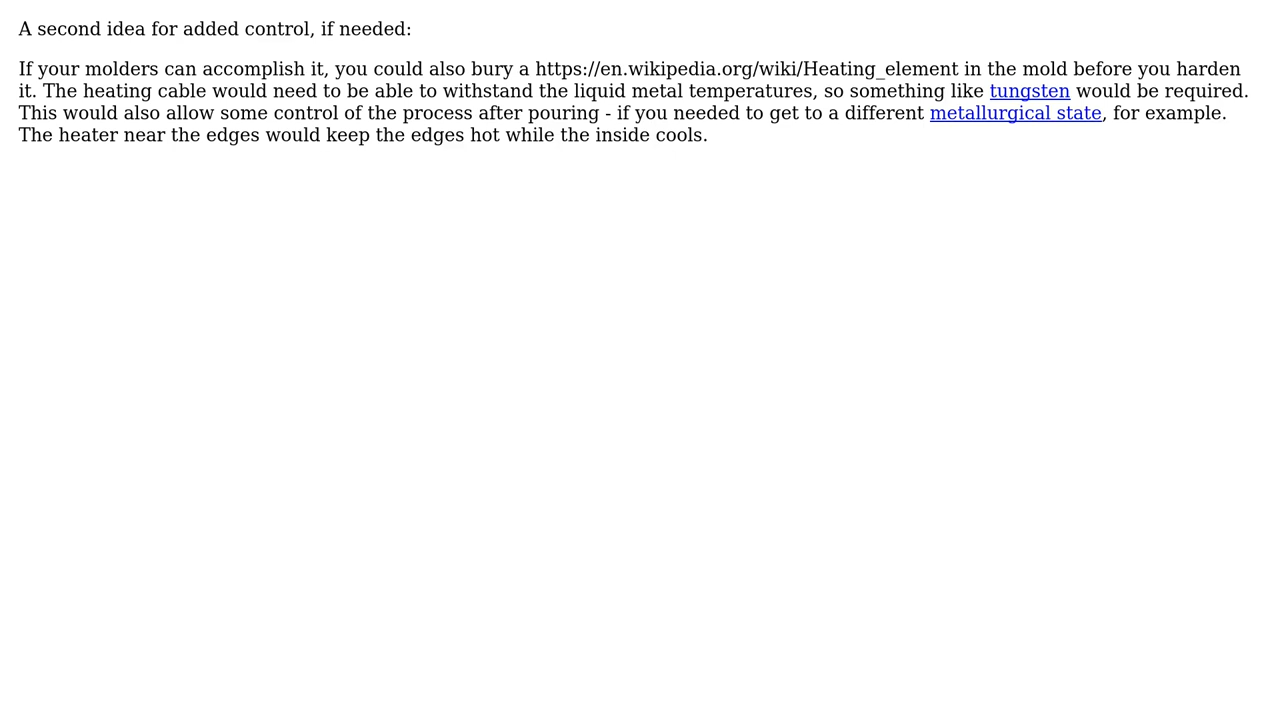 A second idea for added control, if needed:
If your molders can accomplish it, you could also bury a https://en.wikipedia.org/wiki/Heating_element in the mold before you harden
it. The heating cable would need to be able to withstand the liquid metal temperatures, so something like tungsten would be required.
This would also allow some control of the process after pouring - if you needed to get to a different metallurgical state, for example.
The heater near the edges would keep the edges hot while the inside cools.